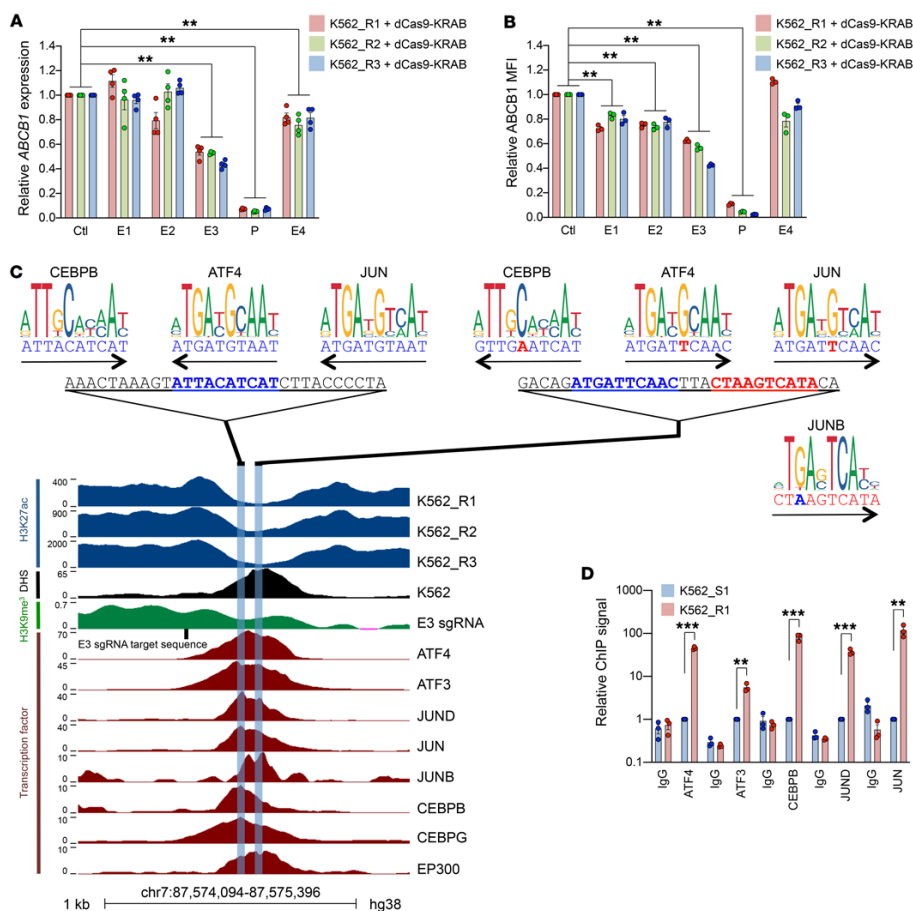 A
Relative ABCB1 expression
1.4
1.2
1.0
0.8
0.6
0.4
0.2
0.0
**
**
**
K562_R1 + dCas9-KRAB
K562_R2 + dCas9-KRAB
K562_R3 + dCas9-KRAB
Ctl E1 E2 E3 P E4
B
Relative ABCB1 MFI
1.4
1.2
1.0
0.8
0.6
0.4
0.2
0.0
**
**
**
**
K562_R1 + dCas9-KRAB
K562_R2 + dCas9-KRAB
K562_R3 + dCas9-KRAB
Ctl E1 E2 E3 P E4
C
CEBPB ATF4 JUN CEBPB ATF4 JUN
ATTACATCAT ATGATGTAAT ATGATGTAAT GTTGAATCAT ATGATTCAAC ATGATTCAAC
AAACTAAAGTATTACATCATCTTACCCCTA GACAGATGATTCAACTTACTAAGTCATACA
JUNB
CTAAGTCATA
H3K27ac
400
0
K562_R1
900
0
K562_R2
2000
0
K562_R3
DHS
65
0
K562
H3K9me³
0.7
0
E3 sgRNA
E3 sgRNA target sequence
Transcription factor
70
0
ATF4
45
0
ATF3
40
0
JUND
40
0
JUN
10
0
JUNB
10
0
CEBPB
10
0
CEBPG
10
0
EP300
chr7:87,574,094-87,575,396
1 kb hg38
D
Relative ChIP signal
1000
100
10
1
0.1
K562_S1
K562_R1
***
**
***
***
**
IgG ATF4 IgG ATF3 IgG CEBPB IgG JUND IgG JUN